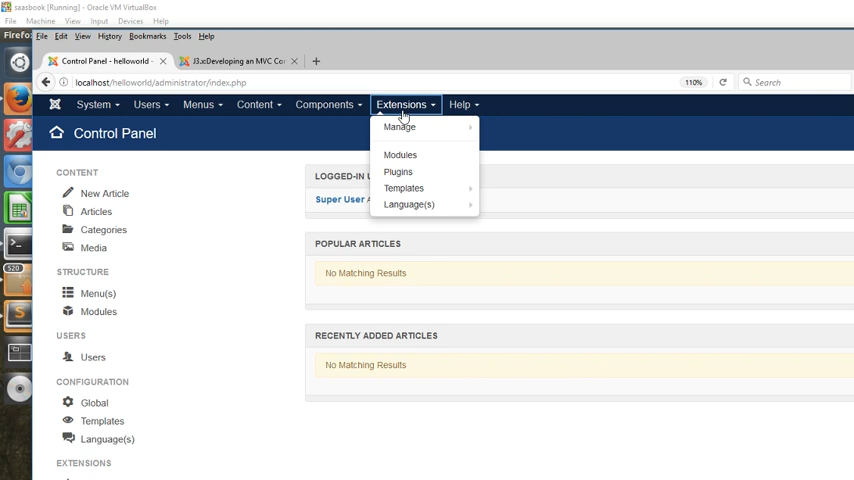 saasbook [Running] - Oracle VM VirtualBox
File Machine View Input Devices Help
Firefo
File Edit View History Bookmarks Tools Help
Control Panel - helloworld -
J3.x:Developing an MVC Co
localhost/helloworld/administrator/index.php
110%
Search
System Users Menus Content Components Extensions Help
Control Panel
Manage
Modules
Plugins
Templates
Language(s)
CONTENT
New Article
Articles
Categories
Media
STRUCTURE
Menu(s)
Modules
USERS
Users
CONFIGURATION
Global
Templates
Language(s)
EXTENSIONS
LOGGED-IN
Super User
POPULAR ARTICLES
No Matching Results
RECENTLY ADDED ARTICLES
No Matching Results
520